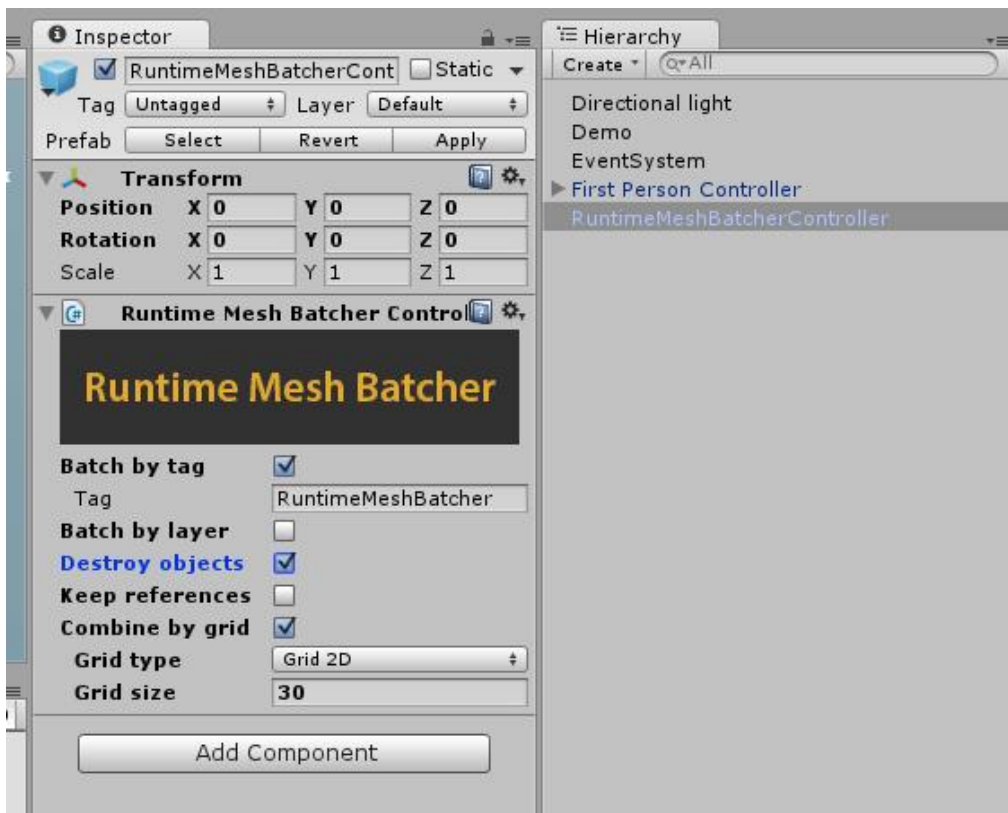 Inspector
RuntimeMeshBatcherCont Static
Tag Untagged Layer Default
Prefab Select Revert Apply
Transform
Position X 0 Y 0 Z 0
Rotation X 0 Y 0 Z 0
Scale X 1 Y 1 Z 1
Runtime Mesh Batcher Control
Runtime Mesh Batcher
Batch by tag
Tag RuntimeMeshBatcher
Batch by layer
Destroy objects
Keep references
Combine by grid
Grid type Grid 2D
Grid size 30
Add Component
Hierarchy
Create All
Directional light
Demo
EventSystem
First Person Controller
RuntimeMeshBatcherController